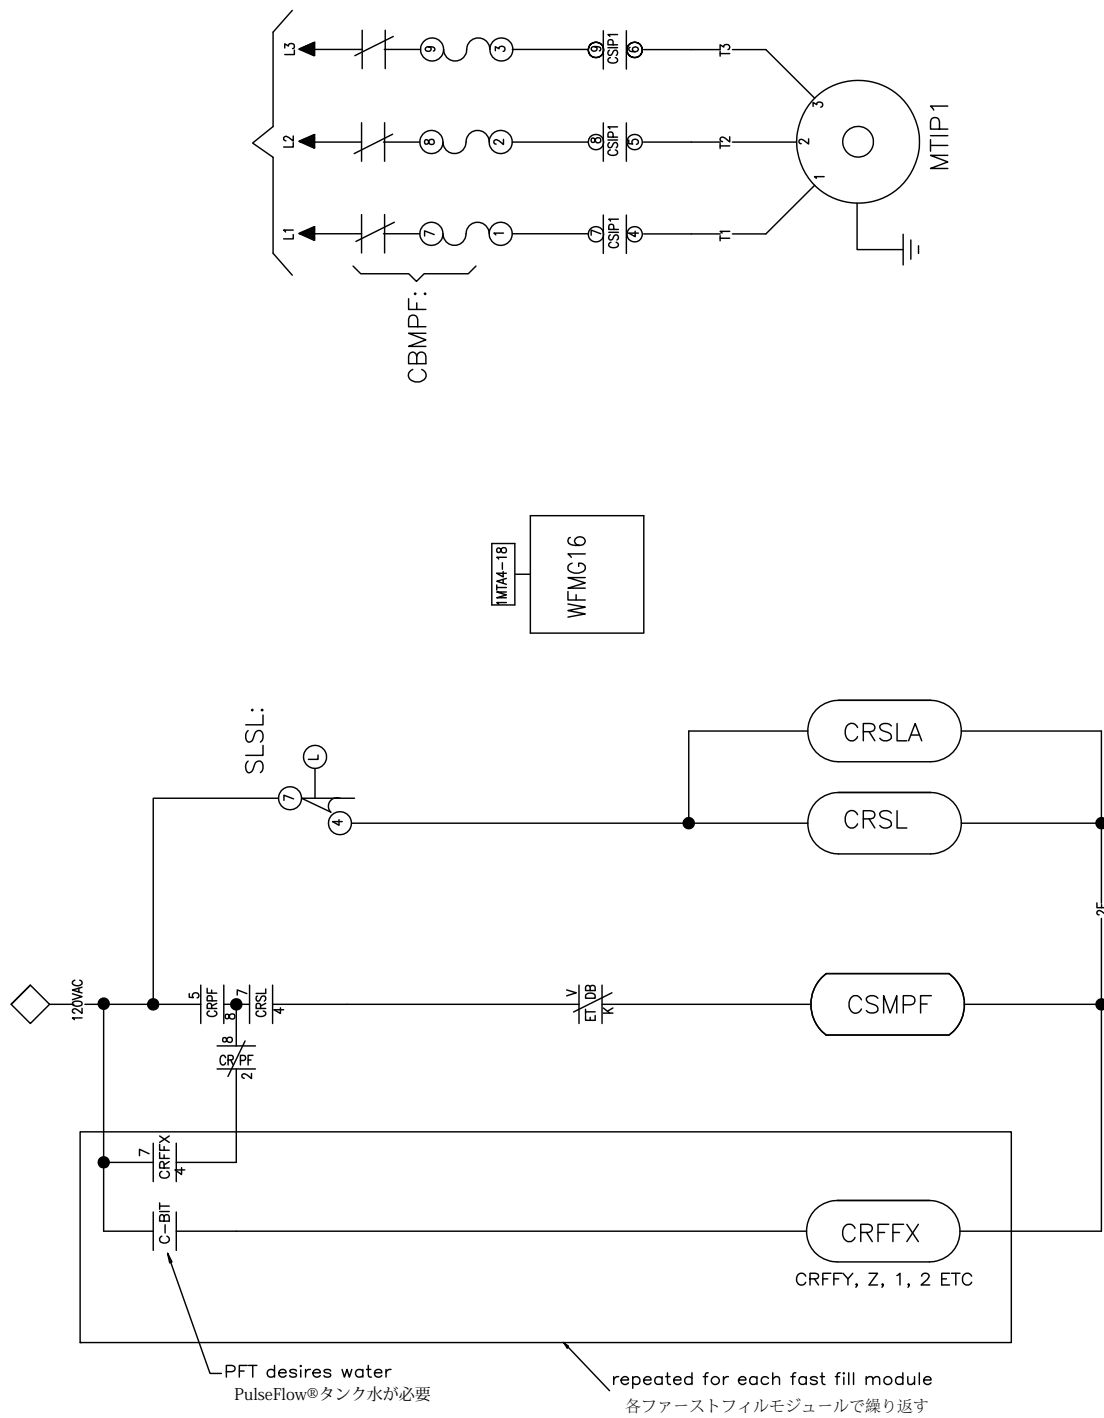 L3
9
3
9
CSIP1
6
T3
3
L2
8
2
8
CSIP1
5
T2
2
MTIP1
L1
7
1
7
CSIP1
4
T1
1
CBMPF:
1MTA4-18
WFMG16
SLSL:
L
7
4
CRSLA
CRSL
120VAC
5
CRPF
8
7
CRSL
4
V
ET DB
K
CSMPF
8
CRPF
2
7
CRFFX
4
C-BIT
CRFFX
CRFFY, Z, 1, 2 ETC
PFT desires water
PulseFlow®タンク水が必要
repeated for each fast fill module
各ファーストフィルモジュールで繰り返す